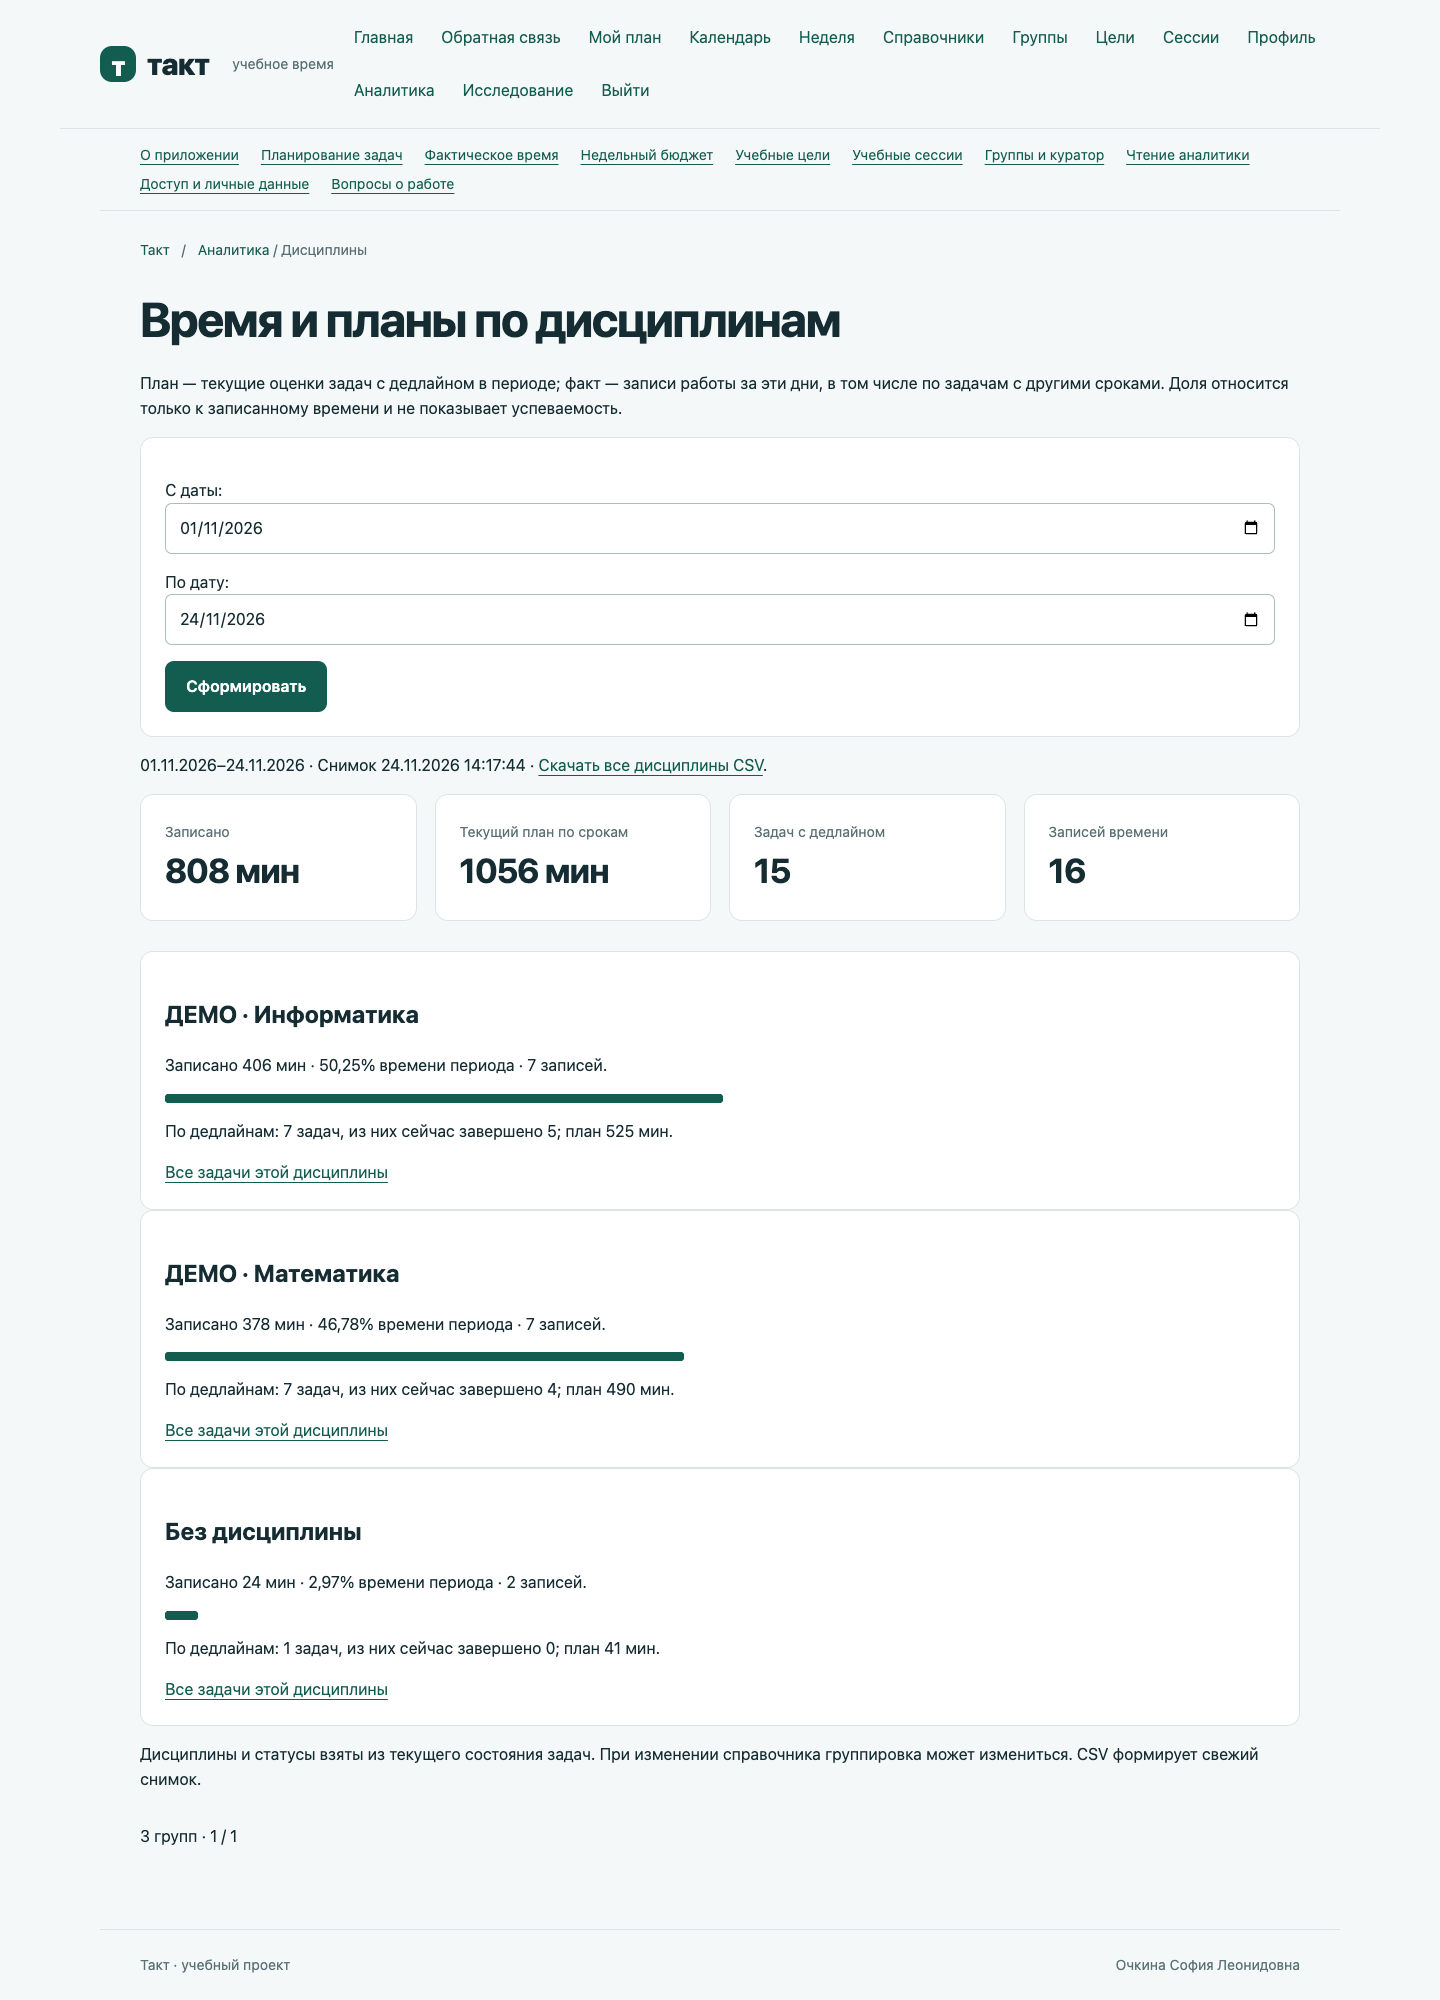 т такт учебное время
Главная Обратная связь Мой план Календарь Неделя Справочники Группы Цели Сессии Профиль
Аналитика Исследование Выйти
О приложении Планирование задач Фактическое время Недельный бюджет Учебные цели Учебные сессии Группы и куратор Чтение аналитики
Доступ и личные данные Вопросы о работе
Такт / Аналитика / Дисциплины
Время и планы по дисциплинам
План — текущие оценки задач с дедлайном в периоде; факт — записи работы за эти дни, в том числе по задачам с другими сроками. Доля относится
только к записанному времени и не показывает успеваемость.
С даты:
01/11/2026
По дату:
24/11/2026
Сформировать
01.11.2026–24.11.2026 · Снимок 24.11.2026 14:17:44 · Скачать все дисциплины CSV.
Записано
808 мин
Текущий план по срокам
1056 мин
Задач с дедлайном
15
Записей времени
16
ДЕМО · Информатика
Записано 406 мин · 50,25% времени периода · 7 записей.
По дедлайнам: 7 задач, из них сейчас завершено 5; план 525 мин.
Все задачи этой дисциплины
ДЕМО · Математика
Записано 378 мин · 46,78% времени периода · 7 записей.
По дедлайнам: 7 задач, из них сейчас завершено 4; план 490 мин.
Все задачи этой дисциплины
Без дисциплины
Записано 24 мин · 2,97% времени периода · 2 записей.
По дедлайнам: 1 задач, из них сейчас завершено 0; план 41 мин.
Все задачи этой дисциплины
Дисциплины и статусы взяты из текущего состояния задач. При изменении справочника группировка может измениться. CSV формирует свежий
снимок.
3 групп · 1 / 1
Такт · учебный проект
Очкина София Леонидовна